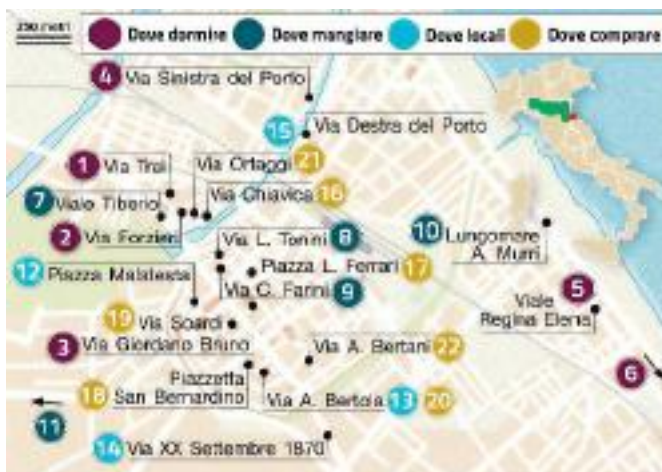 250 metri
Dove dormire
Dove mangiare
Dove locali
Dove comprare
4 Via Sinistra del Porto
15 Via Destra del Porto
1 Via Trai
Via Ortaggi 21
7 Viale Tiberio
Via Chiavica 16
2 Via Forzieri
Via L. Tonini 8
10 Lungomare
A. Murri
12 Piazza Malatesta
Piazza L. Ferrari 17
Via C. Farini 9
5
Viale
Regina Elena
19 Via Soardi
3 Via Giordano Bruno
Via A. Bertani 22
6
Piazzetta
18 San Bernardino
Via A. Bertola 13 20
11
14 Via XX Settembre 1870